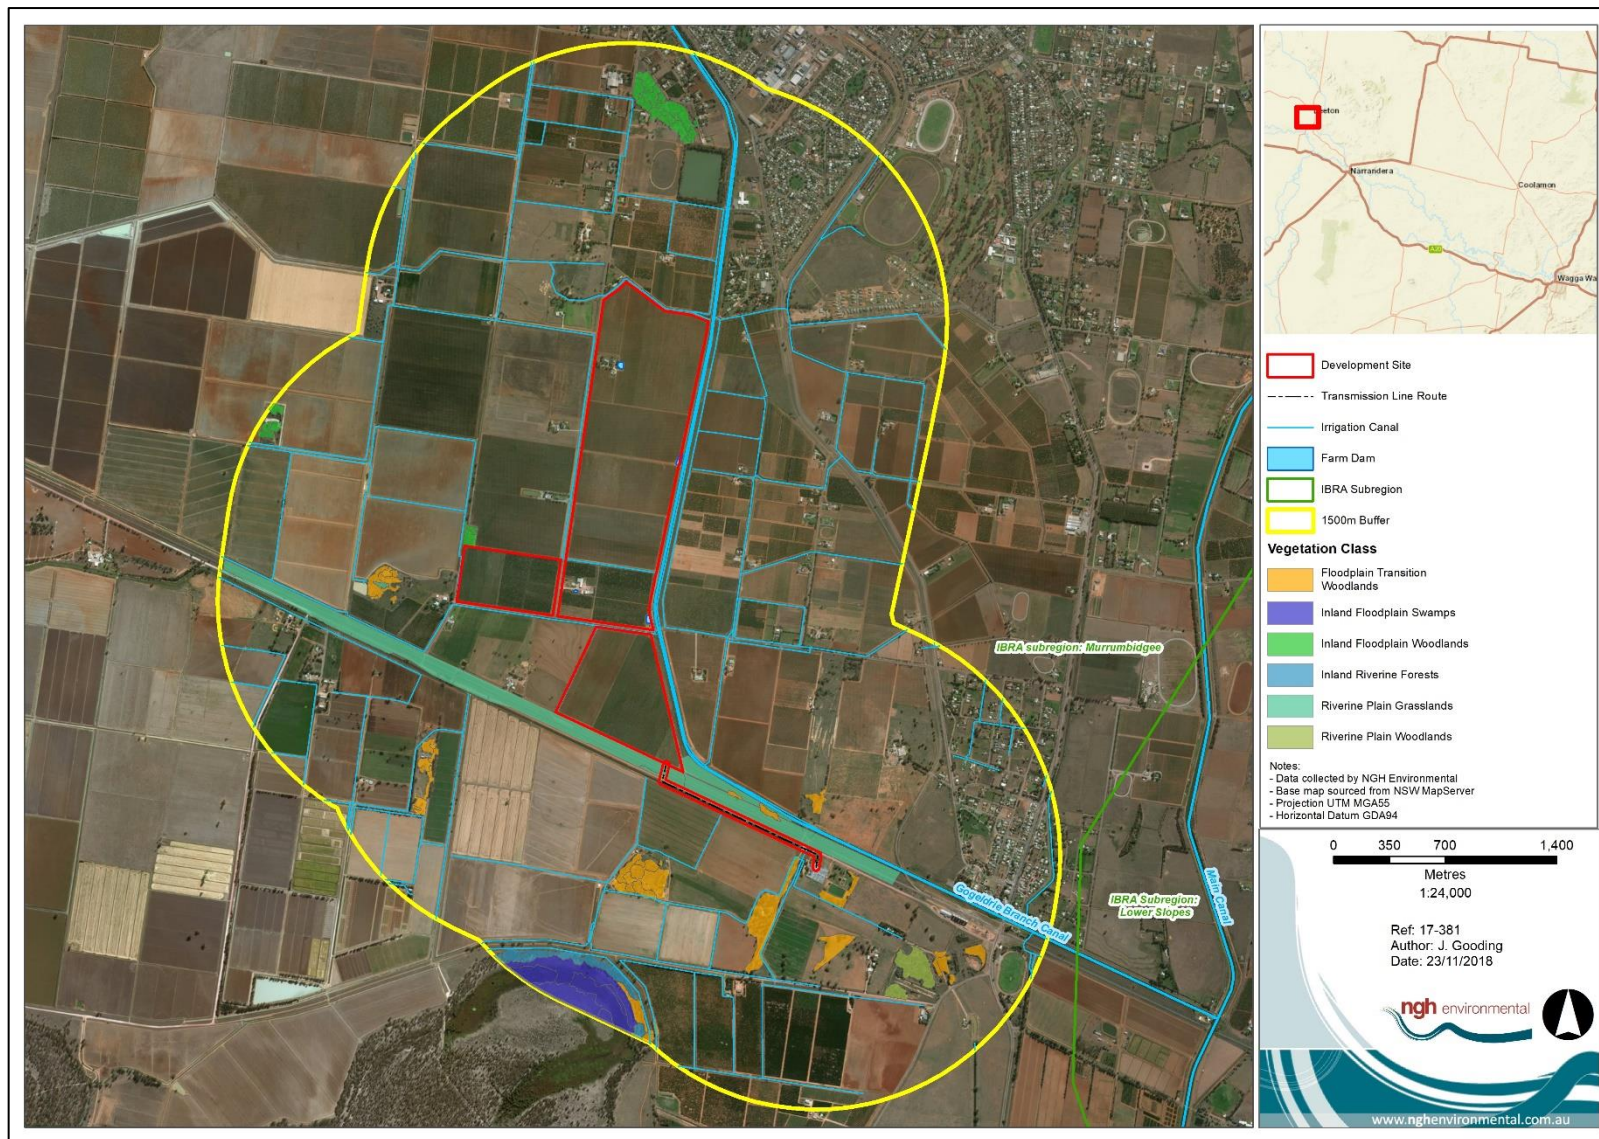 IBRA subregion: Murrumbidgee
IBRA Subregion:
Lower Slopes
Gogeldrie Branch Canal
Main Canal
Narrandera
Coolamon
A20
Development Site
Transmission Line Route
Irrigation Canal
Farm Dam
IBRA Subregion
1500m Buffer
Vegetation Class
Floodplain Transition
Woodlands
Inland Floodplain Swamps
Inland Floodplain Woodlands
Inland Riverine Forests
Riverine Plain Grasslands
Riverine Plain Woodlands
Notes:
- Data collected by NGH Environmental
- Base map sourced from NSW MapServer
- Projection UTM MGA55
- Horizontal Datum GDA94
0 350 700 1,400
Metres
1:24,000
Ref: 17-381
Author: J. Gooding
Date: 23/11/2018
ngh environmental
www.nghenvironmental.com.au